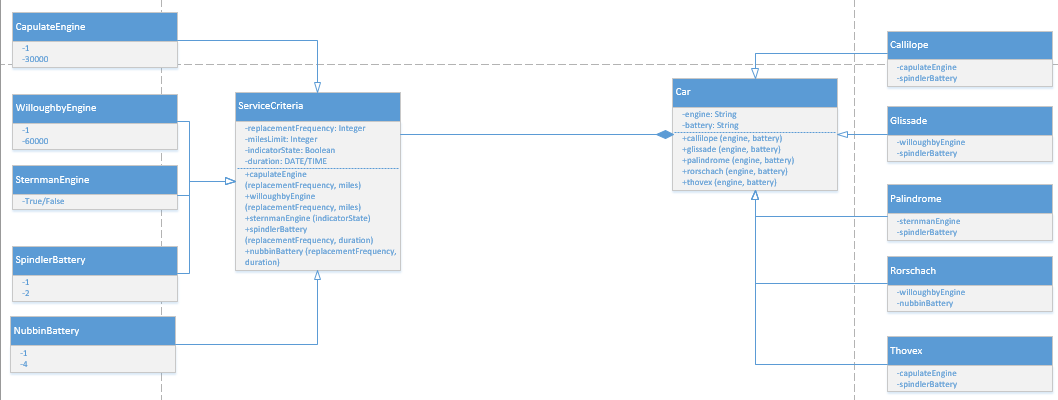 CapulateEngine
-1
-30000
WilloughbyEngine
-1
-60000
SternmanEngine
-True/False
SpindlerBattery
-1
-2
NubbinBattery
-1
-4
ServiceCriteria
-replacementFrequency: Integer
-milesLimit: Integer
-indicatorState: Boolean
-duration: DATE/TIME
+capulateEngine
(replacementFrequency, miles)
+willoughbyEngine
(replacementFrequency, miles)
+sternmanEngine (indicatorState)
+spindlerBattery
(replacementFrequency, duration)
+nubbinBattery (replacementFrequency,
duration)
Car
-engine: String
-battery: String
+callilope (engine, battery)
+glissade (engine, battery)
+palindrome (engine, battery)
+rorschach (engine, battery)
+thovex (engine, battery)
Callilope
-capulateEngine
-spindlerBattery
Glissade
-willoughbyEngine
-spindlerBattery
Palindrome
-sternmanEngine
-spindlerBattery
Rorschach
-willoughbyEngine
-nubbinBattery
Thovex
-capulateEngine
-spindlerBattery